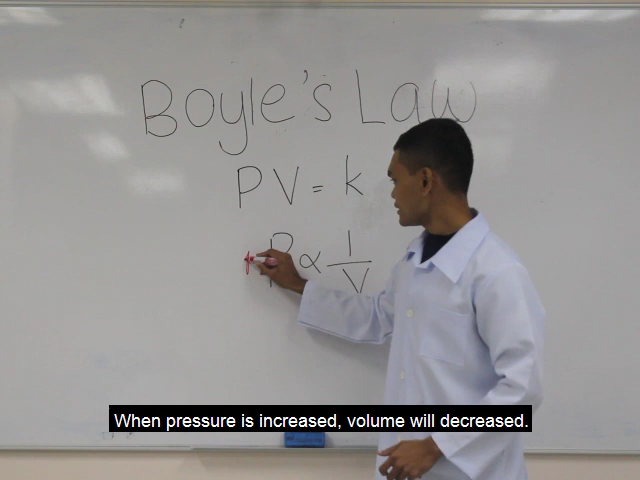 Boyle's Law
PV = k
P ∝ 1/V
When pressure is increased, volume will decreased.